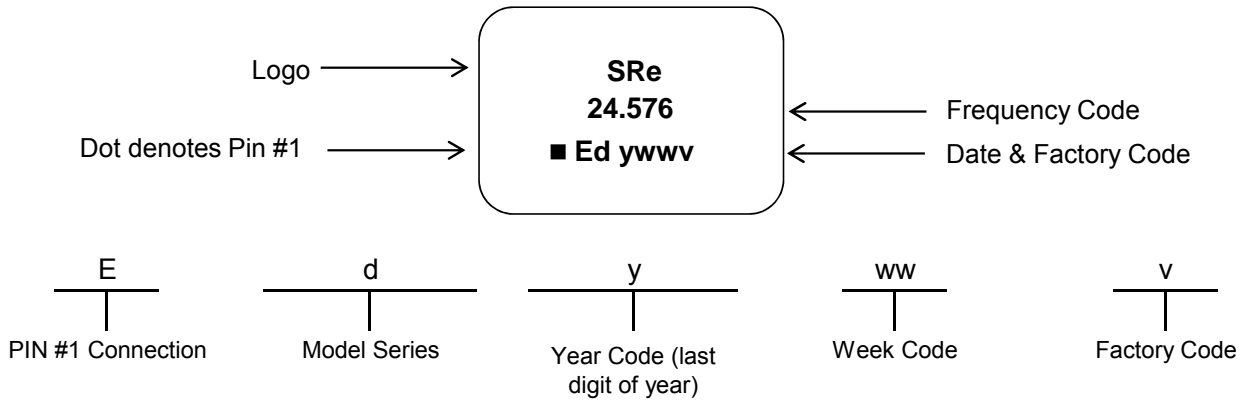 Logo
SRe
24.576
Frequency Code
Dot denotes Pin #1
■ Ed ywwv
Date & Factory Code
E
d
y
ww
v
PIN #1 Connection
Model Series
Year Code (last
digit of year)
Week Code
Factory Code